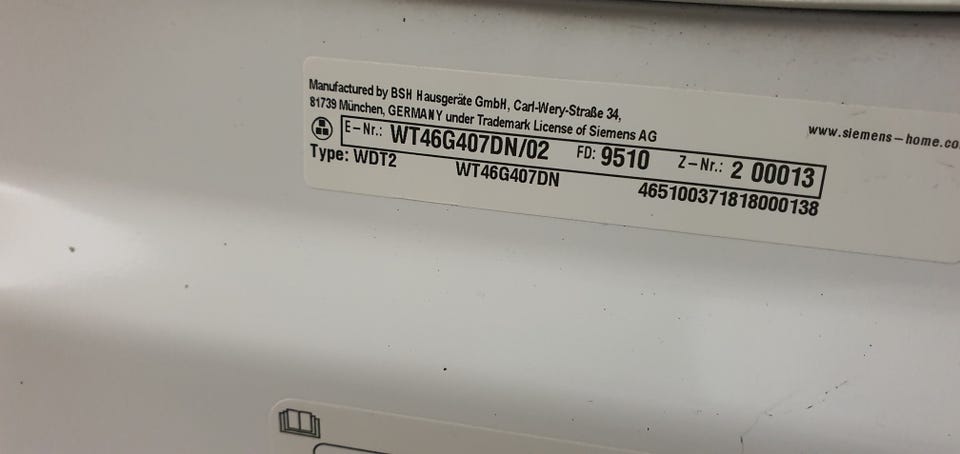 Manufactured by BSH Hausgeräte GmbH, Carl-Wery-Straße 34,
81739 München, GERMANY under Trademark License of Siemens AG
www.siemens-home.co
E-Nr.: WT46G407DN/02 FD: 9510 Z-Nr.: 2 00013
Type: WDT2 WT46G407DN 465100371818000138